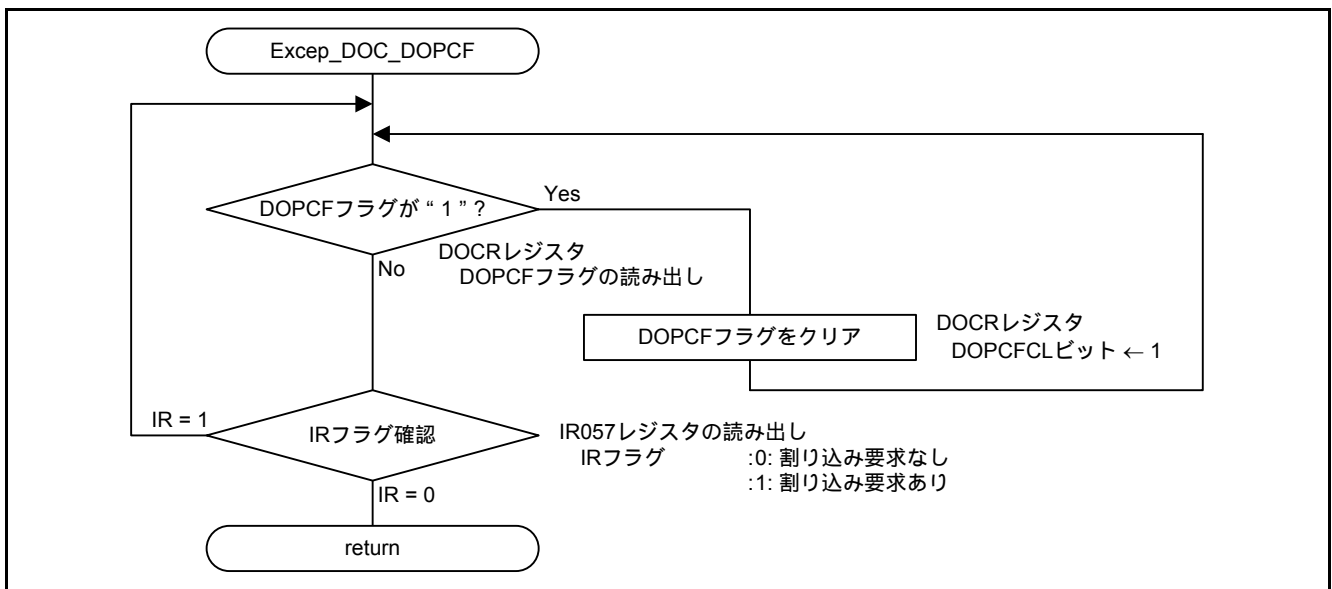 Excep_DOC_DOPCF
DOPCFフラグが“1”?
Yes
DOCRレジスタ
DOPCFフラグの読み出し
No
DOPCFフラグをクリア
DOCRレジスタ
DOPCFCLビット ← 1
IR = 1
IRフラグ確認
IR057レジスタの読み出し
IRフラグ :0: 割り込み要求なし
:1: 割り込み要求あり
IR = 0
return